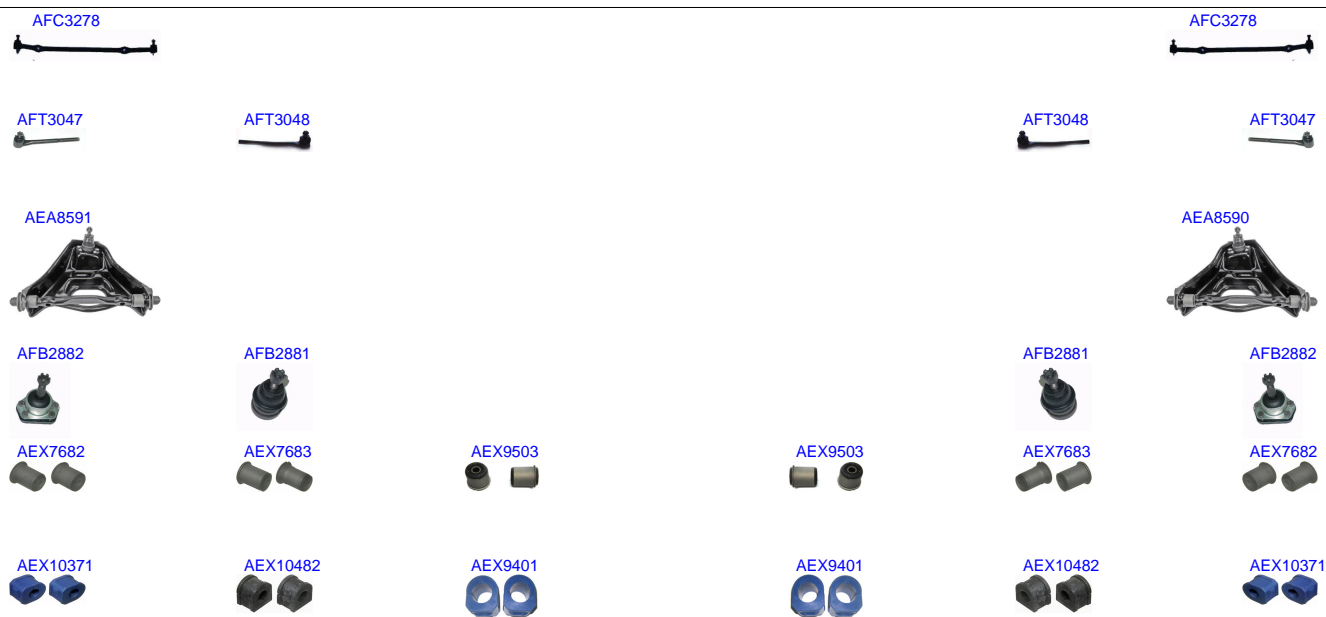 AFC3278 AFC3278
AFT3047 AFT3048 AFT3048 AFT3047
AEA8591 AEA8590
AFB2882 AFB2881 AFB2881 AFB2882
AEX7682 AEX7683 AEX9503 AEX9503 AEX7683 AEX7682
AEX10371 AEX10482 AEX9401 AEX9401 AEX10482 AEX10371